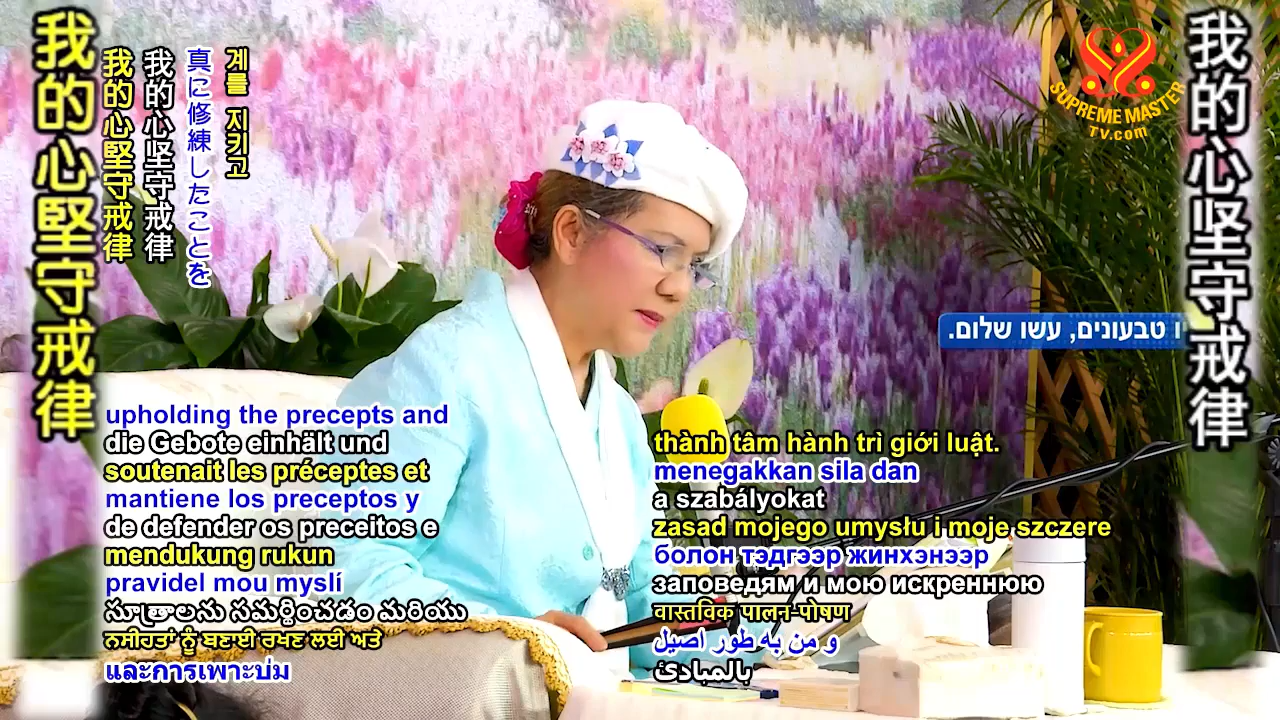 我的心堅守戒律
我的心堅守戒律
我的心坚守戒律
真に修練したことを
계를 지키고
SUPREME MASTER
TV.com
我的心坚守戒律
ו טבעונים, עשו שלום.
upholding the precepts and
die Gebote einhält und
soutenait les préceptes et
mantiene los preceptos y
de defender os preceitos e
mendukung rukun
pravidel mou myslí
సూత్రాలను సమర్థించడం మరియు
ਨਸੀਹਤਾਂ ਨੂੰ ਬਣਾਈ ਰਖਣ ਲਈ ਅਤੇ
และการเพาะบ่ม
thành tâm hành trì giới luật.
menegakkan sila dan
a szabályokat
zasad mojego umysłu i moje szczere
болон тэдгээр жинхэнээр
заповедям и мою искреннюю
वास्तविक पालन-पोषण
و من به طور اصیل
بالمبادئ